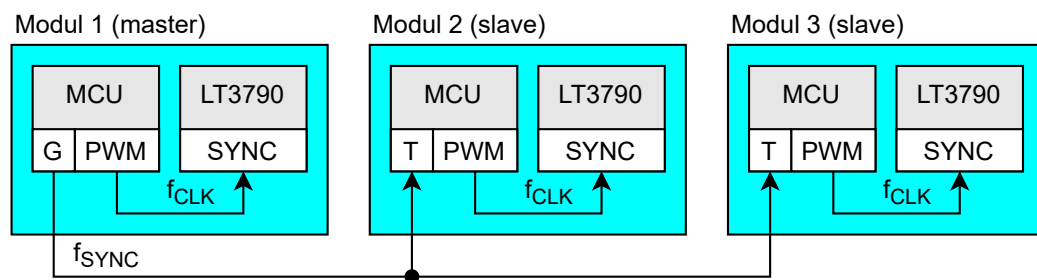 Modul 1 (master)
Modul 2 (slave)
Modul 3 (slave)
MCU
LT3790
MCU
LT3790
MCU
LT3790
G
PWM
SYNC
T
PWM
SYNC
T
PWM
SYNC
fCLK
fCLK
fCLK
fSYNC